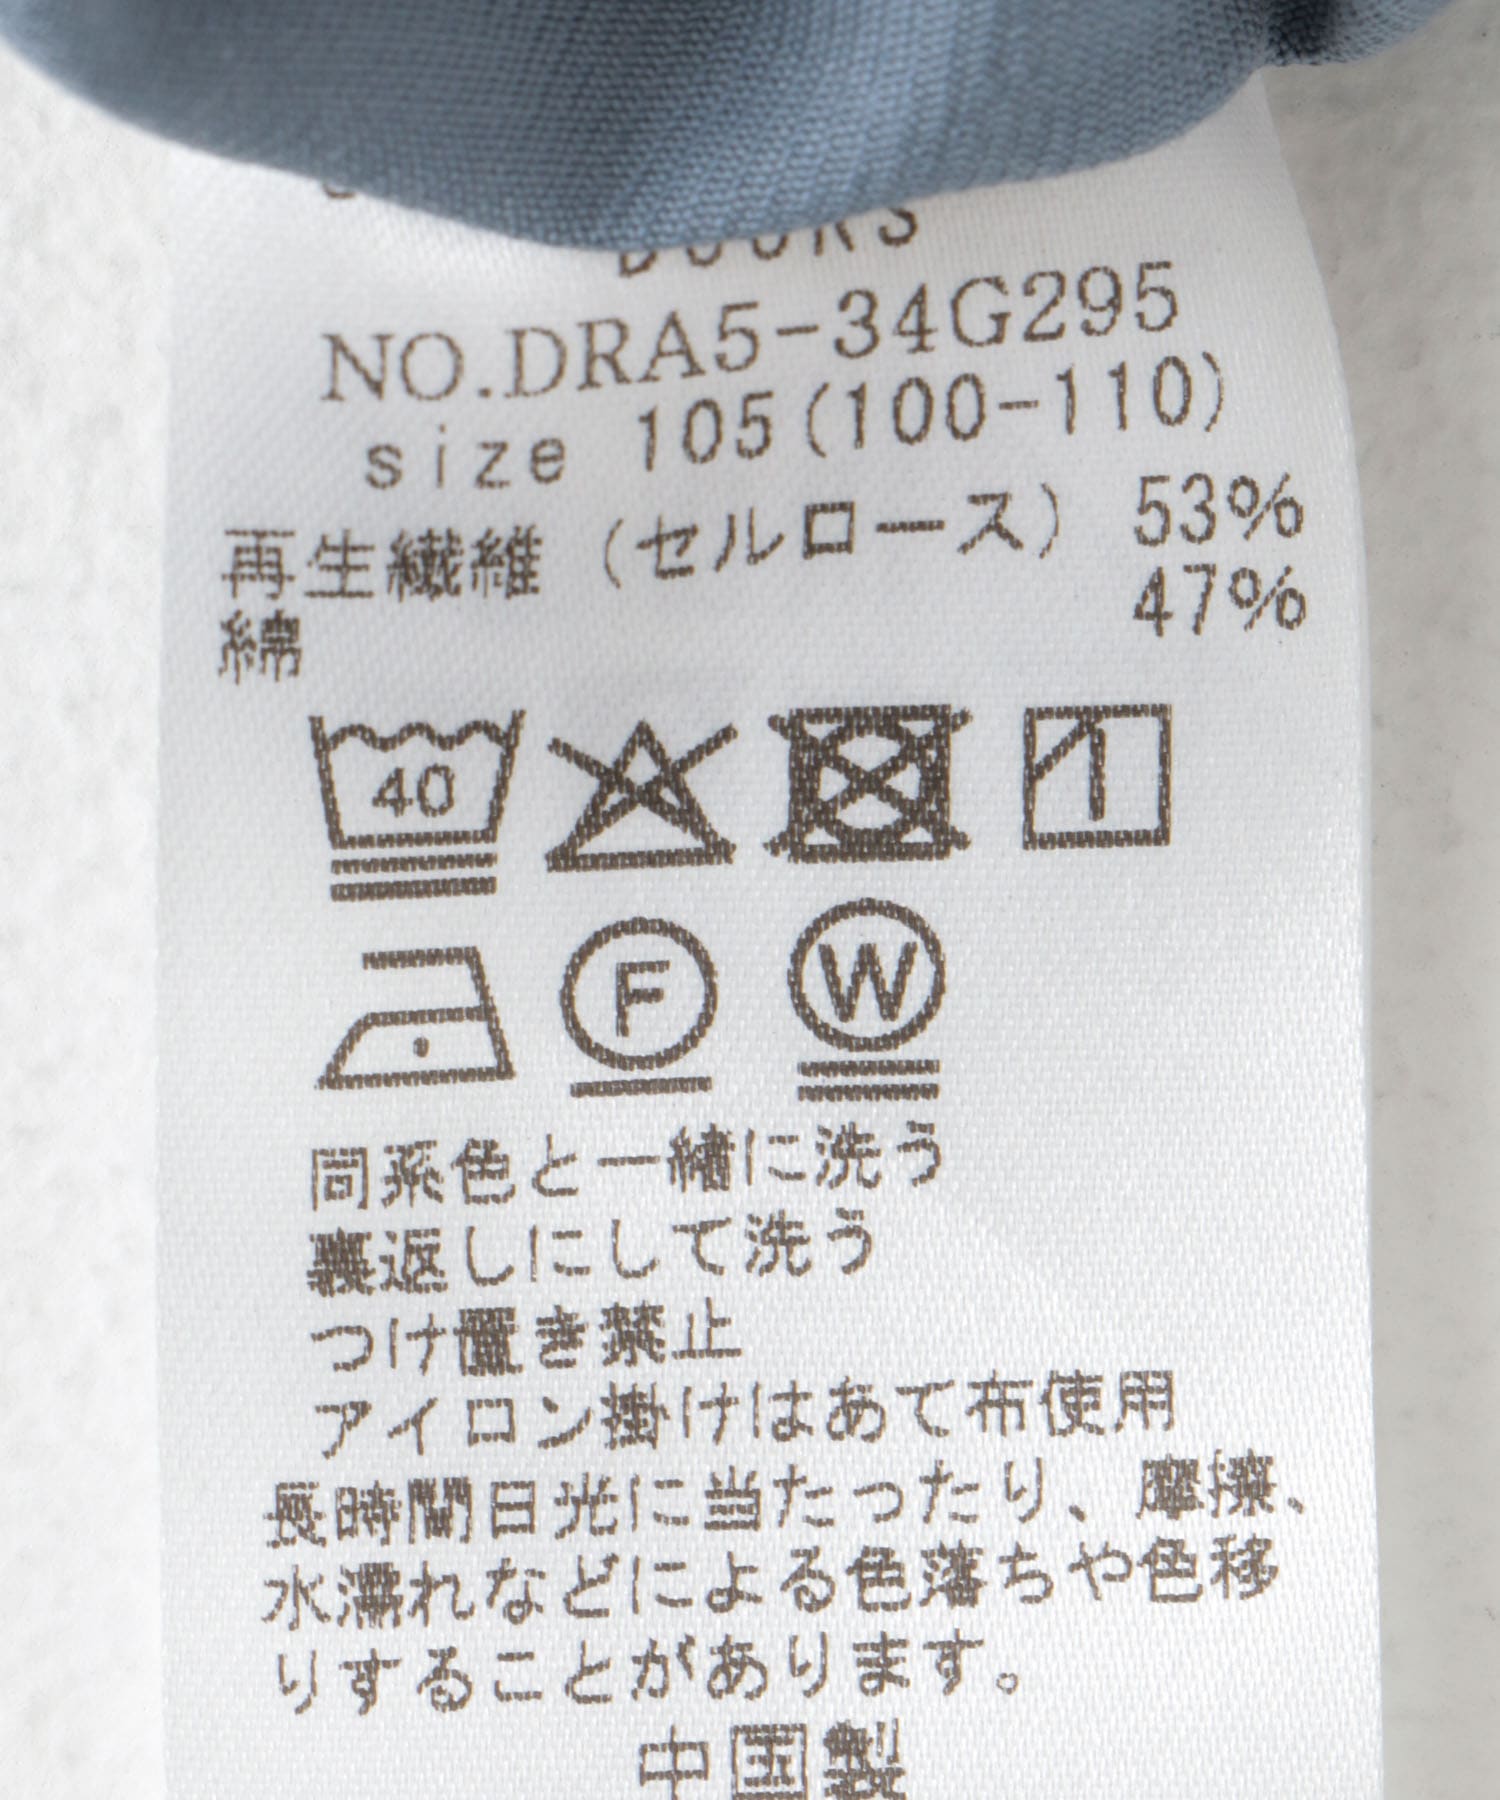 DOORS
NO.DRA5-34G295
size 105(100-110)
再生繊維（セルロース） 53%
綿 47%
40
F W
同系色と一緒に洗う
裏返しにして洗う
つけ置き禁止
アイロン掛けはあて布使用
長時間日光に当たったり、摩擦、
水濡れなどによる色落ちや色移
りすることがあります。
中国製